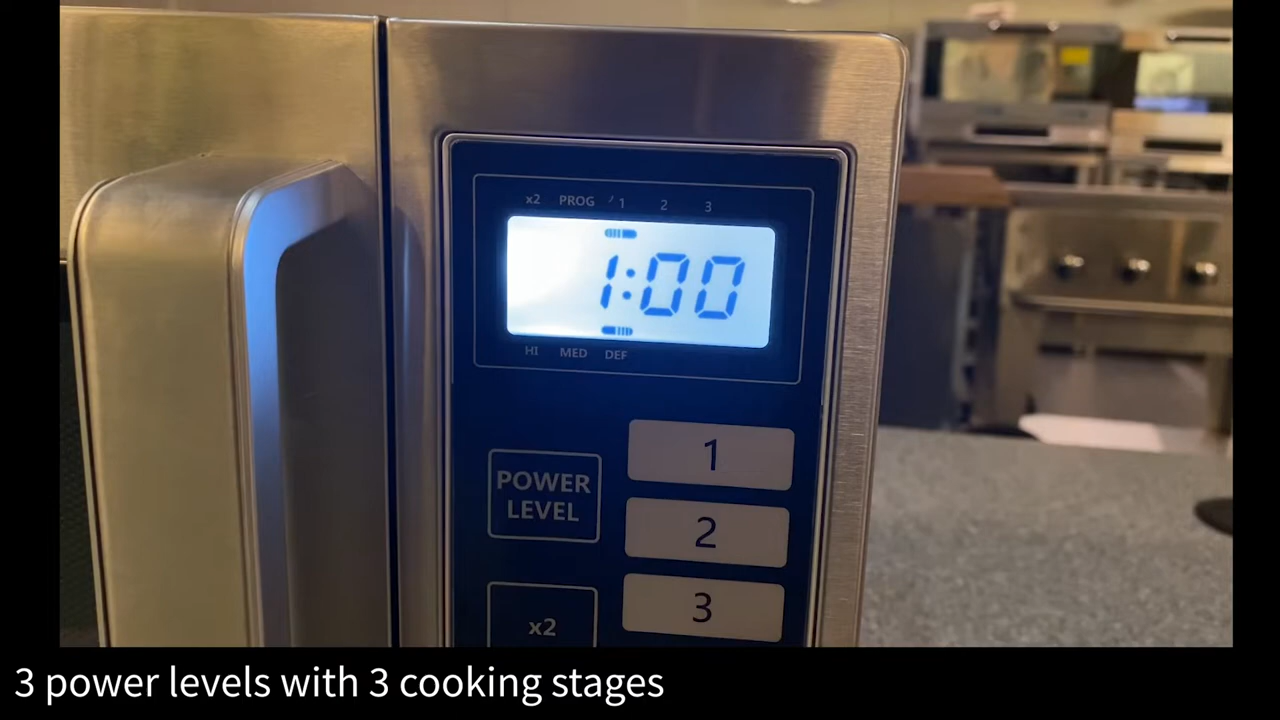 x2 PROG 1 2 3
1:00
HI MED DEF
POWER
LEVEL
1
2
3
x2
3 power levels with 3 cooking stages